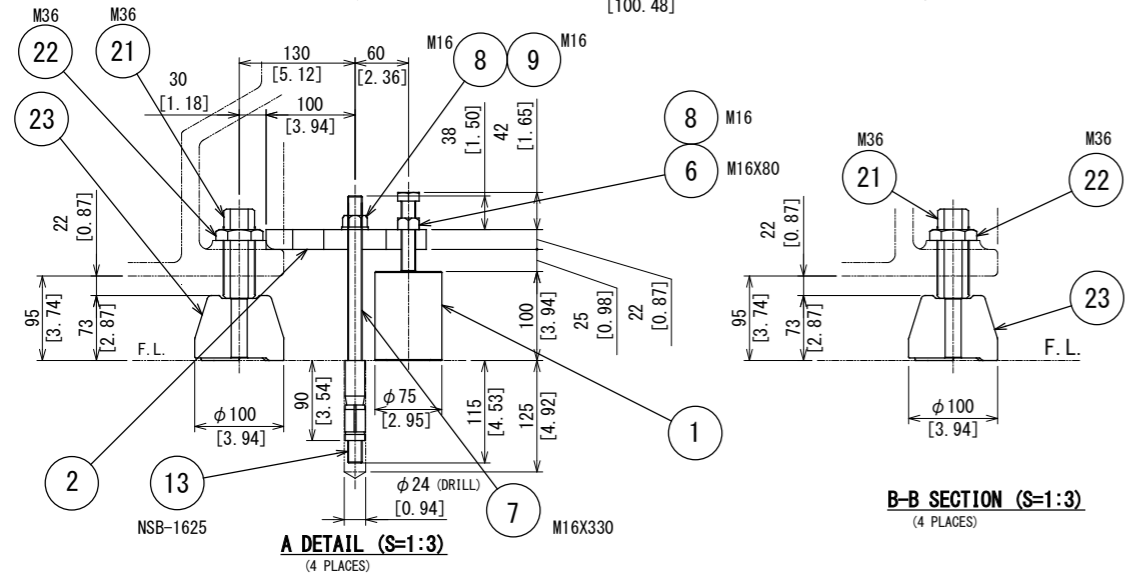 [100.48]
M36
M36
22
21
130
[5.12]
60
[2.36]
M16
8
9
M16
30
[1.18]
100
[3.94]
38
[1.50]
42
[1.65]
23
8
M16
6
M16X80
22
[0.87]
95
[3.74]
73
[2.87]
F.L.
100
[3.94]
25
[0.98]
22
[0.87]
φ100
[3.94]
90
[3.54]
φ75
[2.95]
115
[4.53]
125
[4.92]
2
13
NSB-1625
φ24 (DRILL)
[0.94]
7
M16X330
1
A DETAIL (S=1:3)
(4 PLACES)
M36
21
M36
22
22
[0.87]
95
[3.74]
73
[2.87]
23
F.L.
φ100
[3.94]
B-B SECTION (S=1:3)
(4 PLACES)